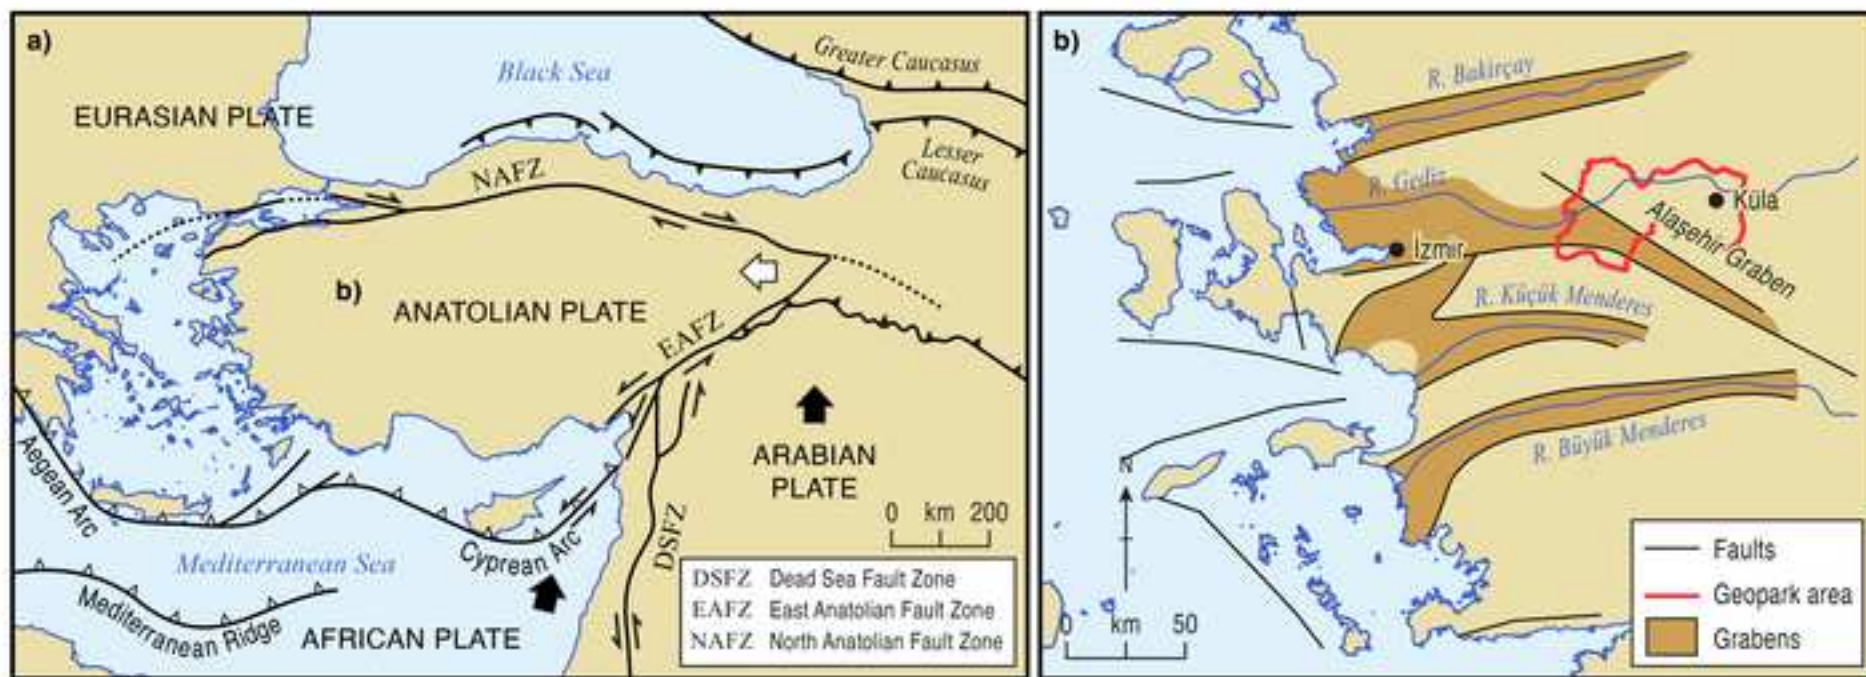 a)
Black Sea
Greater Caucasus
EURASIAN PLATE
Lesser
Caucasus
NAFZ
b)
ANATOLIAN PLATE
EAFZ
ARABIAN
PLATE
Aegean Arc
0 km 200
DSFZ
Cyprean Arc
Mediterranean Sea
Mediterranean Ridge
AFRICAN PLATE
DSFZ Dead Sea Fault Zone
EAFZ East Anatolian Fault Zone
NAFZ North Anatolian Fault Zone
b)
R. Bakirçay
R. Gediz
Küla
Alaşehir Graben
İzmir
R. Küçük Menderes
R. Büyük Menderes
N
0 km 50
Faults
Geopark area
Grabens